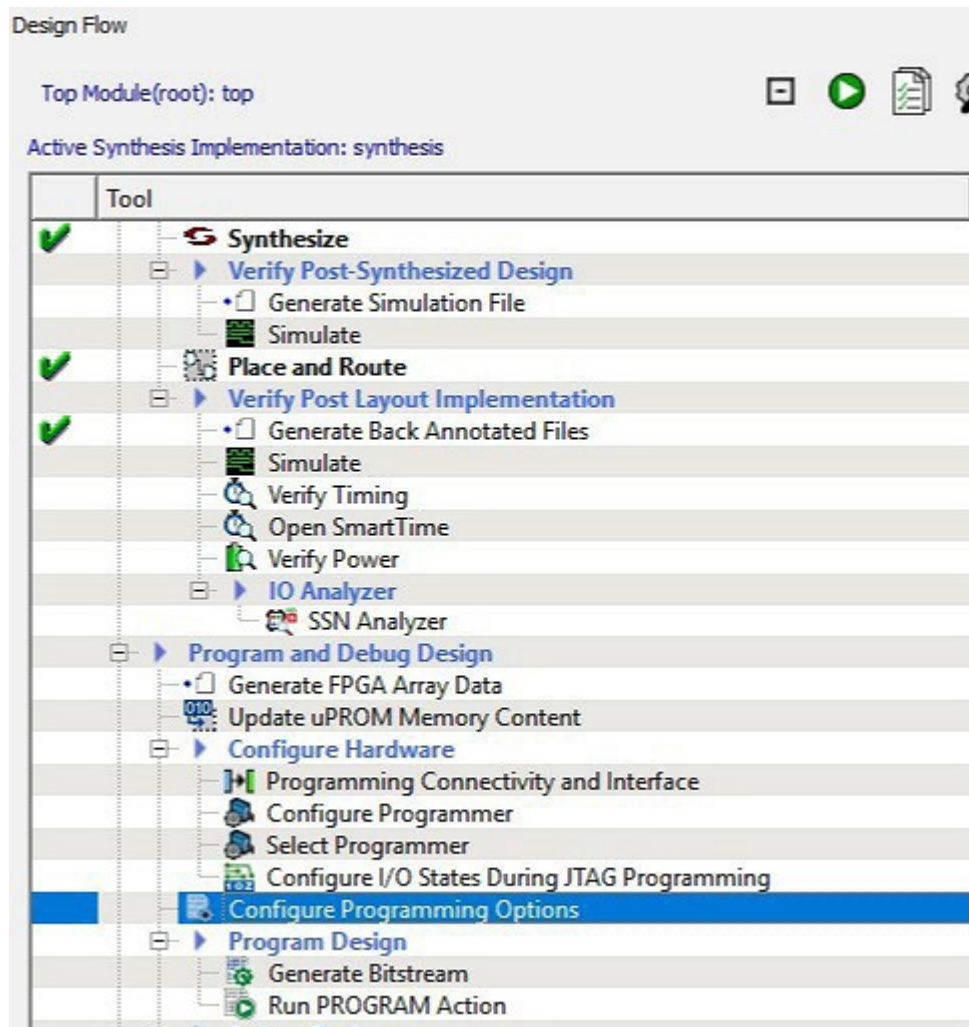 Design Flow
Top Module(root): top
Active Synthesis Implementation: synthesis
Tool
Synthesize
Verify Post-Synthesized Design
Generate Simulation File
Simulate
Place and Route
Verify Post Layout Implementation
Generate Back Annotated Files
Simulate
Verify Timing
Open SmartTime
Verify Power
IO Analyzer
SSN Analyzer
Program and Debug Design
Generate FPGA Array Data
Update uPROM Memory Content
Configure Hardware
Programming Connectivity and Interface
Configure Programmer
Select Programmer
Configure I/O States During JTAG Programming
Configure Programming Options
Program Design
Generate Bitstream
Run PROGRAM Action